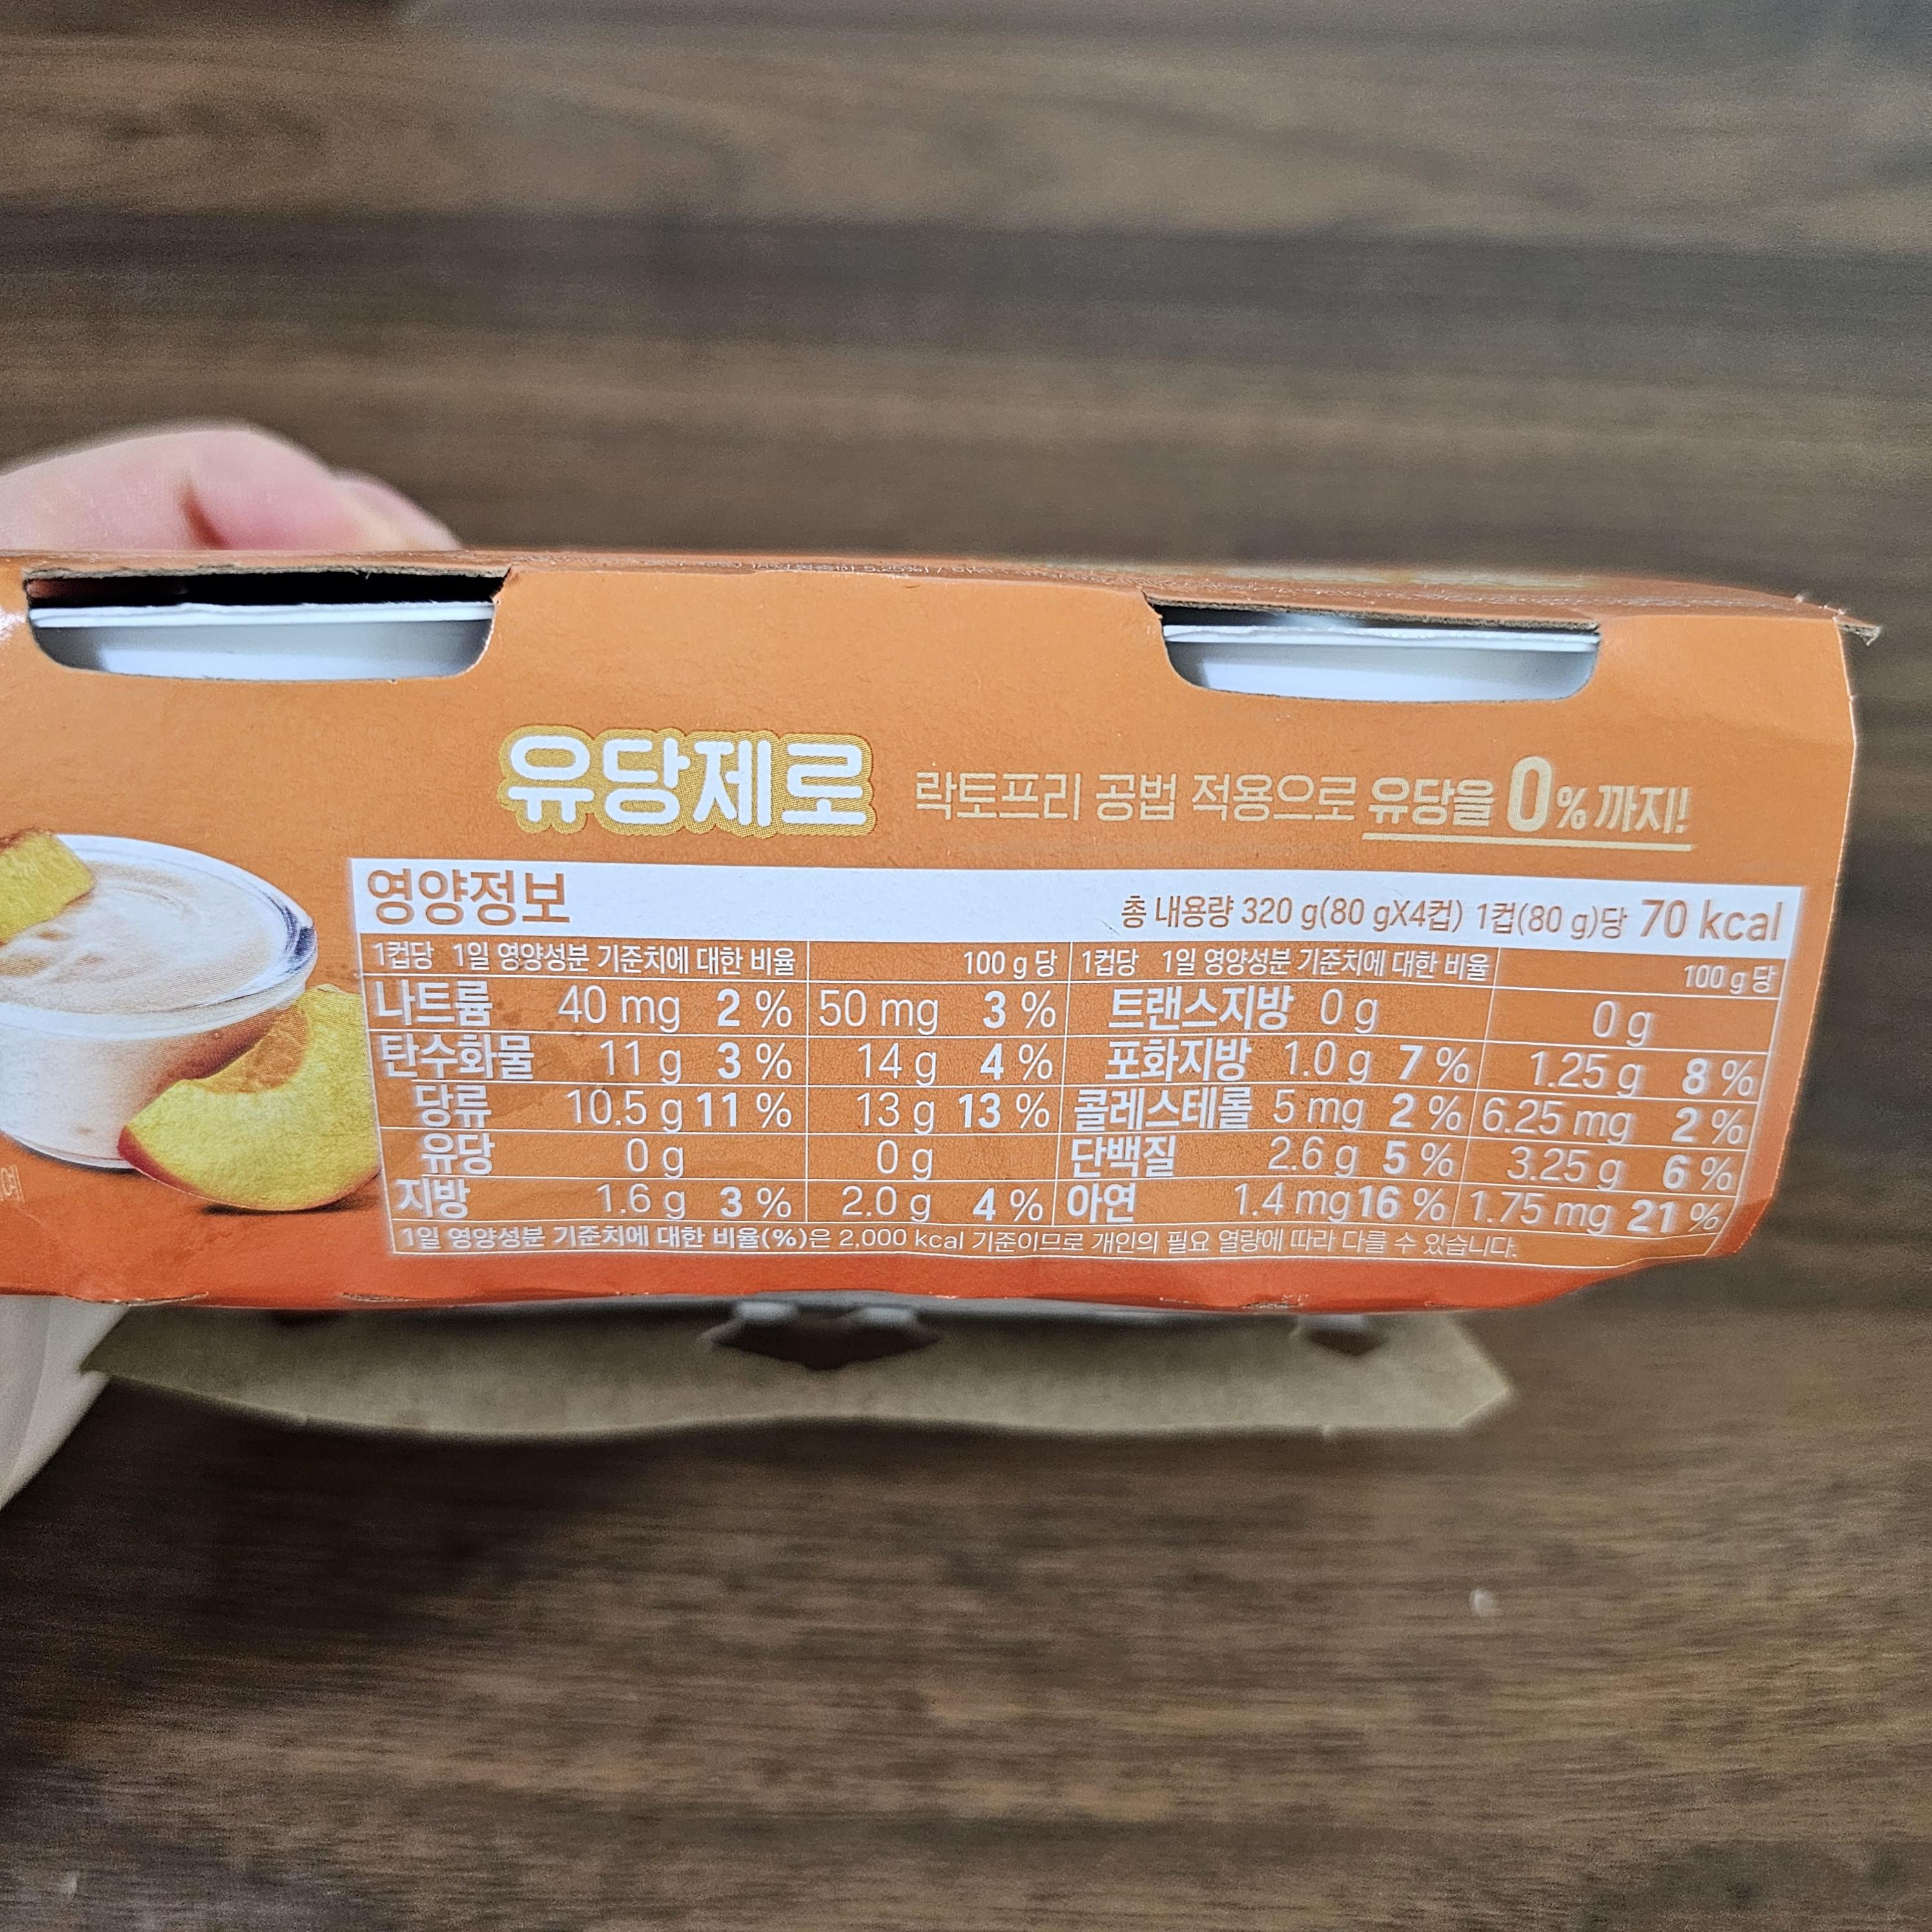 유당제로 락토프리 공법 적용으로 유당을 0% 까지!
영양정보 총 내용량 320 g(80 gX4컵) 1컵(80 g)당 70 kcal
1컵당 1일 영양성분 기준치에 대한 비율 100 g 당 1컵당 1일 영양성분 기준치에 대한 비율 100 g 당
나트륨 40 mg 2 % 50 mg 3 % 트랜스지방 0 g 0 g
탄수화물 11 g 3 % 14 g 4 % 포화지방 1.0 g 7 % 1.25 g 8 %
당류 10.5 g 11 % 13 g 13 % 콜레스테롤 5 mg 2 % 6.25 mg 2 %
유당 0 g 0 g 단백질 2.6 g 5 % 3.25 g 6 %
지방 1.6 g 3 % 2.0 g 4 % 아연 1.4 mg 16 % 1.75 mg 21 %
1일 영양성분 기준치에 대한 비율(%)은 2,000 kcal 기준이므로 개인의 필요 열량에 따라 다를 수 있습니다.